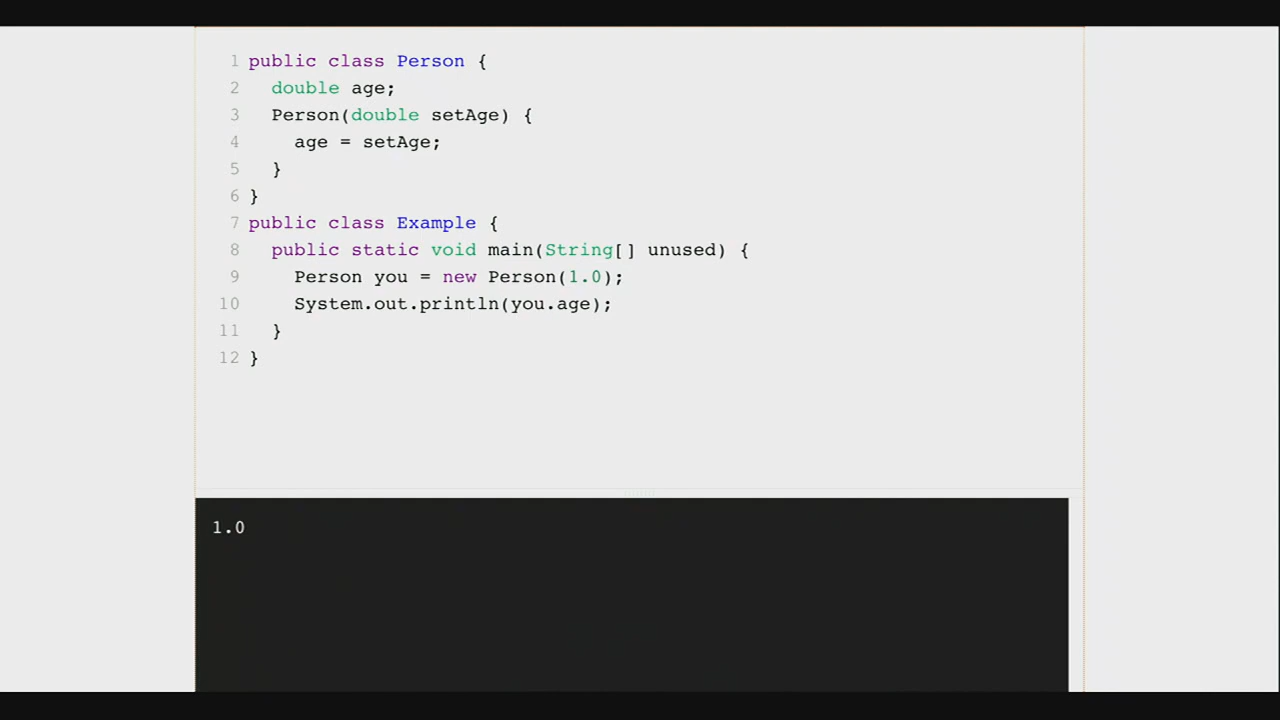 1 public class Person {
2   double age;
3   Person(double setAge) {
4     age = setAge;
5   }
6 }
7 public class Example {
8   public static void main(String[] unused) {
9     Person you = new Person(1.0);
10     System.out.println(you.age);
11   }
12 }
1.0